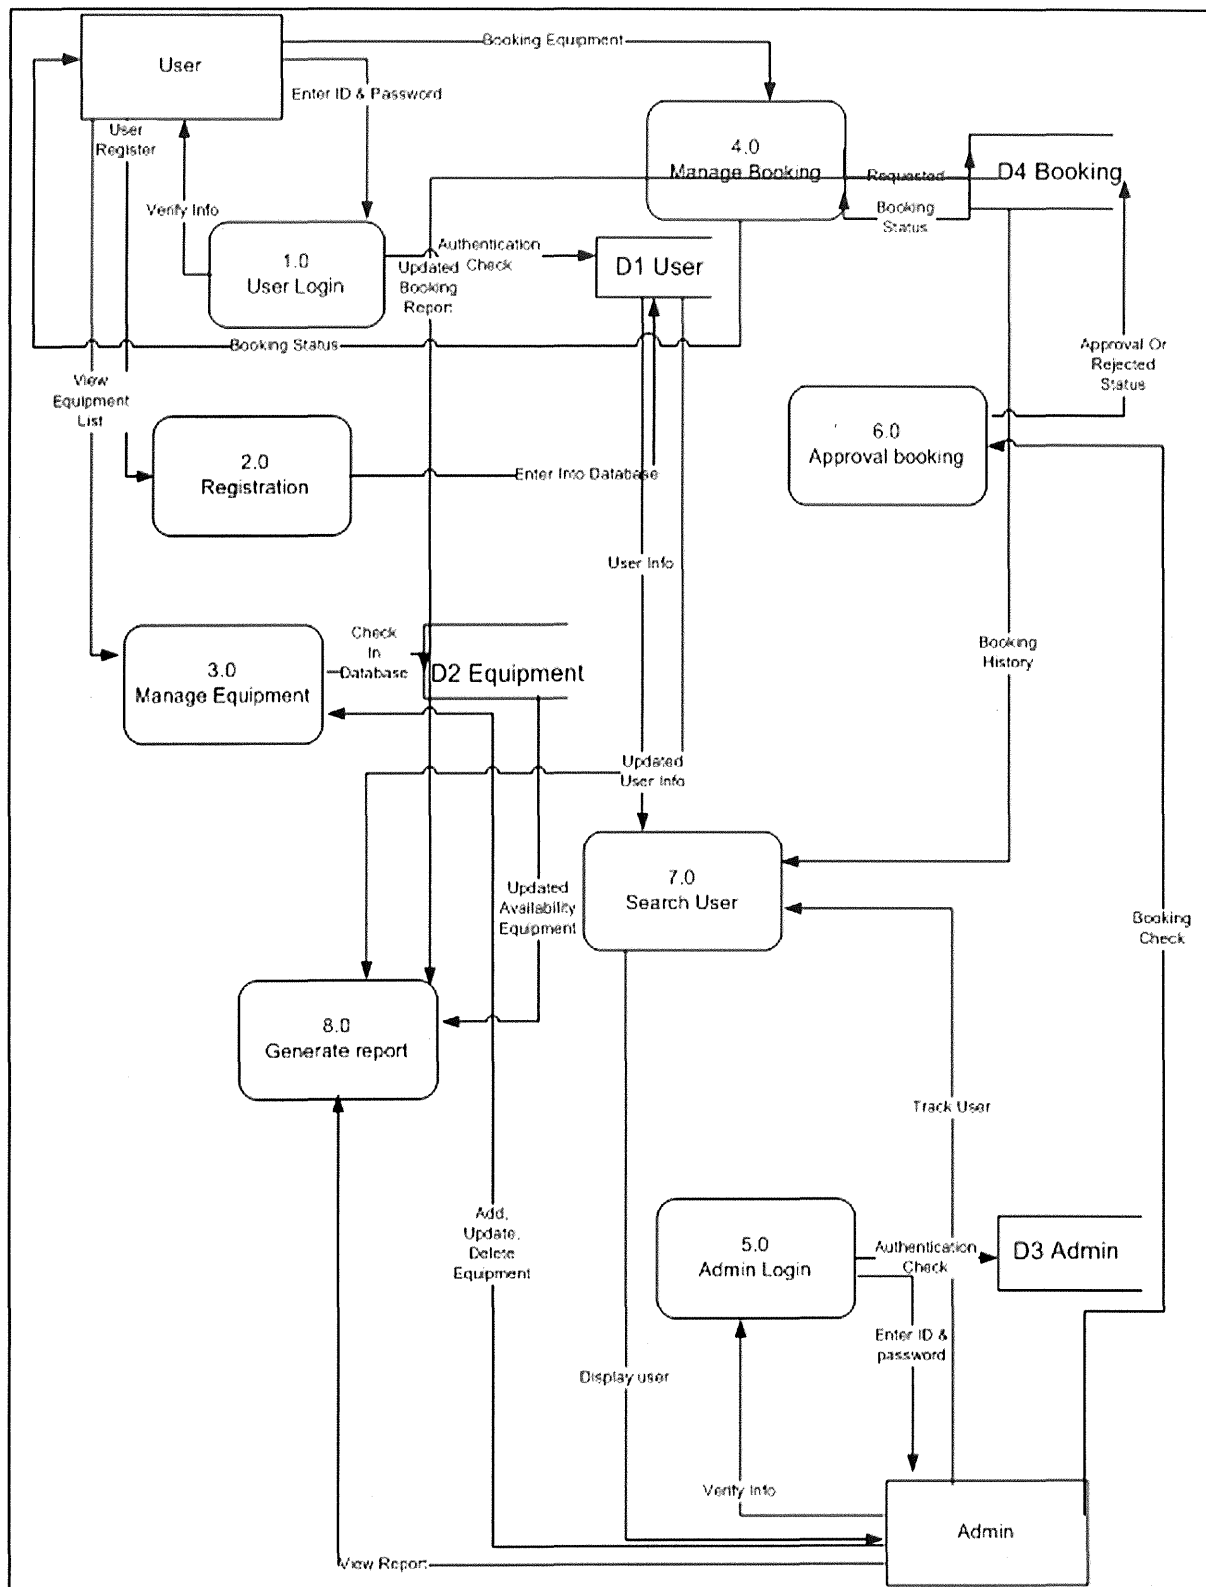 Booking Equipment
User
Enter ID & Password
User
Register
4.0
Manage Booking
Requested
D4 Booking
Booking
Status
Verify Info
1.0
User Login
Authentication
Check
Updated
Booking
Report
D1 User
Booking Status
Approval Or
Rejected
Status
View
Equipment
List
2.0
Registration
Enter Into Database
6.0
Approval booking
User Info
3.0
Manage Equipment
Check
In
Database
D2 Equipment
Booking
History
Updated
User Info
7.0
Search User
Updated
Availability
Equipment
Booking
Check
8.0
Generate report
Track User
Add,
Update,
Delete
Equipment
5.0
Admin Login
Authentication
Check
D3 Admin
Enter ID &
password
Display user
Verify Info
Admin
View Report